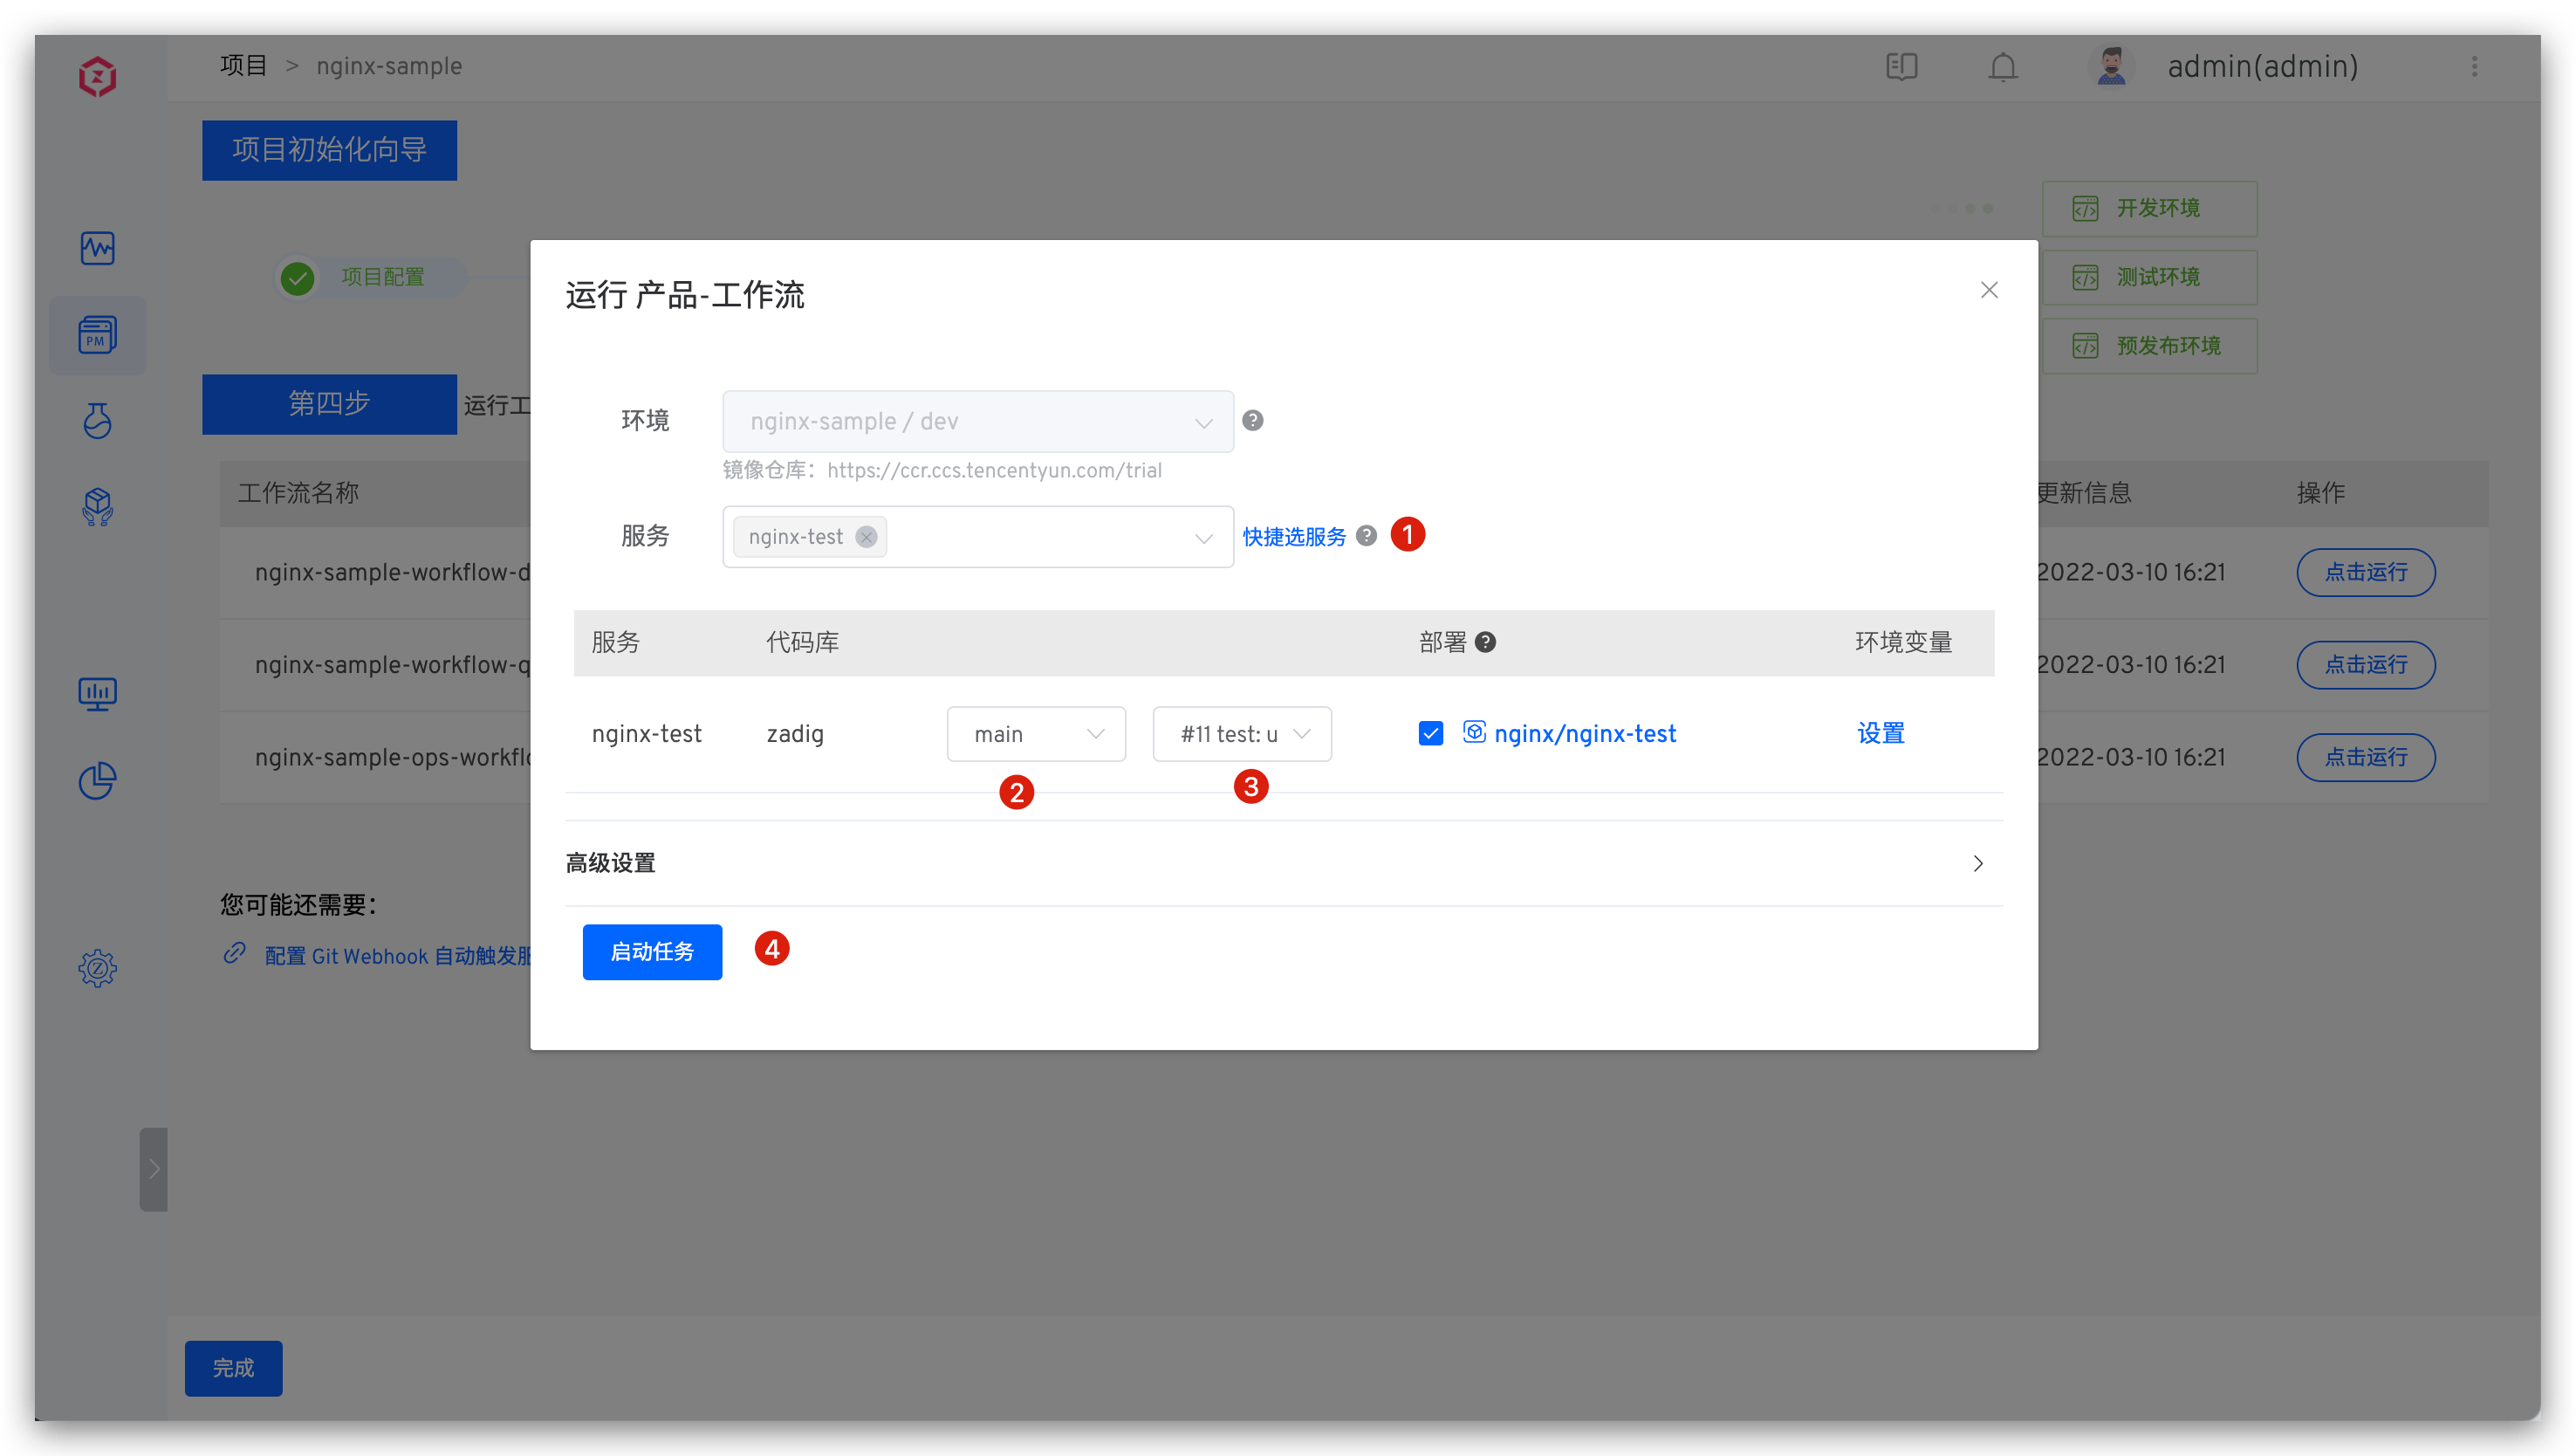 项目 > nginx-sample
admin(admin)
项目初始化向导
开发环境
项目配置
测试环境
预发布环境
第四步 运行工
工作流名称 更新信息 操作
nginx-sample-workflow-d 2022-03-10 16:21 点击运行
nginx-sample-workflow-q 2022-03-10 16:21 点击运行
nginx-sample-ops-workflo 2022-03-10 16:21 点击运行
您可能还需要:
配置 Git Webhook 自动触发服
PM
完成
运行 产品-工作流
环境 nginx-sample / dev ?
镜像仓库: https://ccr.ccs.tencentyun.com/trial
服务 nginx-test 快捷选服务 ? 1
服务 代码库 部署 ? 环境变量
nginx-test zadig main #11 test: u nginx/nginx-test 设置
2 3
高级设置
启动任务 4